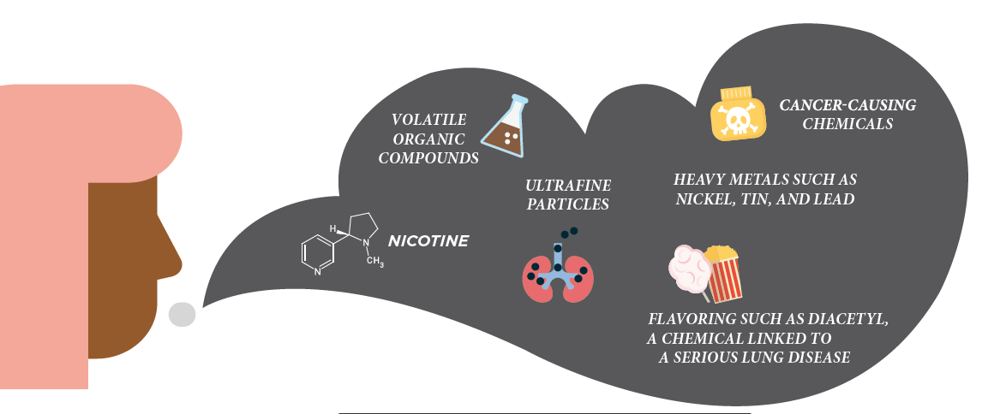 VOLATILE
ORGANIC
COMPOUNDS
CANCER-CAUSING
CHEMICALS
ULTRAFINE
PARTICLES
HEAVY METALS SUCH AS
NICKEL, TIN, AND LEAD
H
N
CH3
N
NICOTINE
FLAVORING SUCH AS DIACETYL,
A CHEMICAL LINKED TO
A SERIOUS LUNG DISEASE